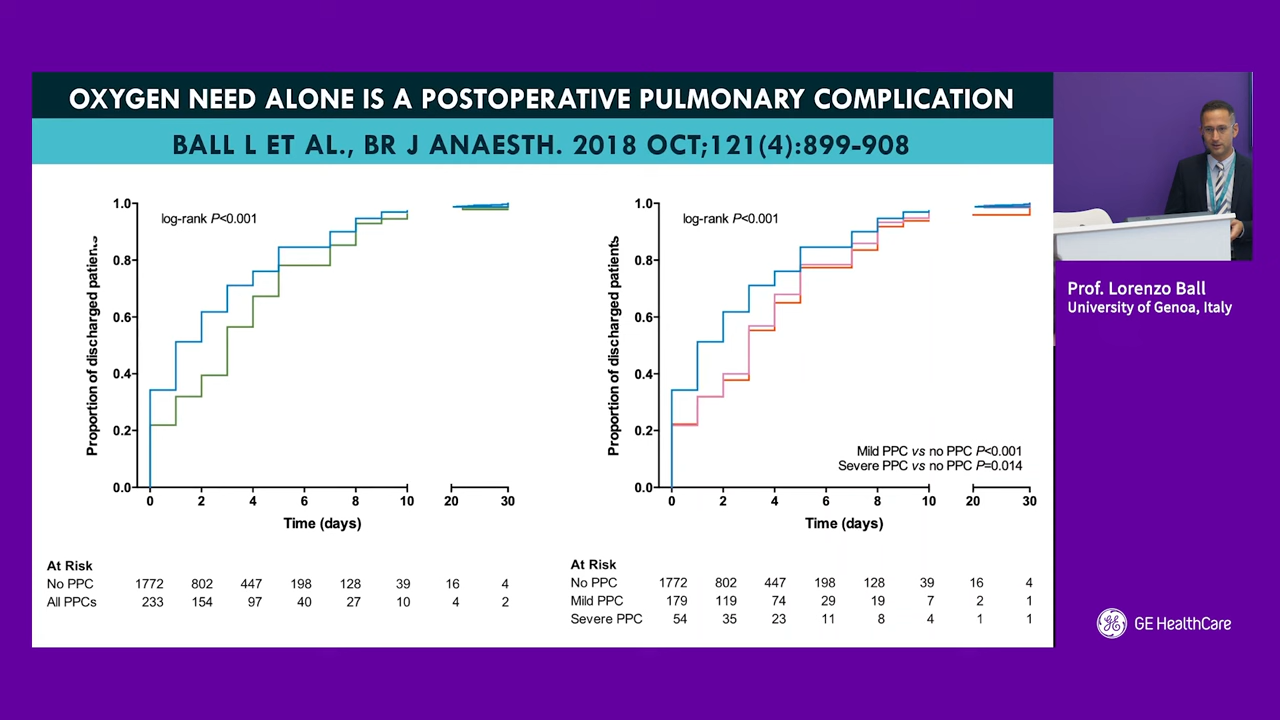 OXYGEN NEED ALONE IS A POSTOPERATIVE PULMONARY COMPLICATION
BALL L ET AL., BR J ANAESTH. 2018 OCT;121(4):899-908
log-rank P<0.001
1.0
0.8
0.6
0.4
0.2
0.0
Proportion of discharged patients
0 2 4 6 8 10 20 30
Time (days)
At Risk
No PPC 1772 802 447 198 128 39 16 4
All PPCs 233 154 97 40 27 10 4 2
log-rank P<0.001
1.0
0.8
0.6
0.4
0.2
0.0
Proportion of discharged patients
Mild PPC vs no PPC P<0.001
Severe PPC vs no PPC P=0.014
0 2 4 6 8 10 20 30
Time (days)
At Risk
No PPC 1772 802 447 198 128 39 16 4
Mild PPC 179 119 74 29 19 7 2 1
Severe PPC 54 35 23 11 8 4 1 1
Prof. Lorenzo Ball
University of Genoa, Italy
GE HealthCare